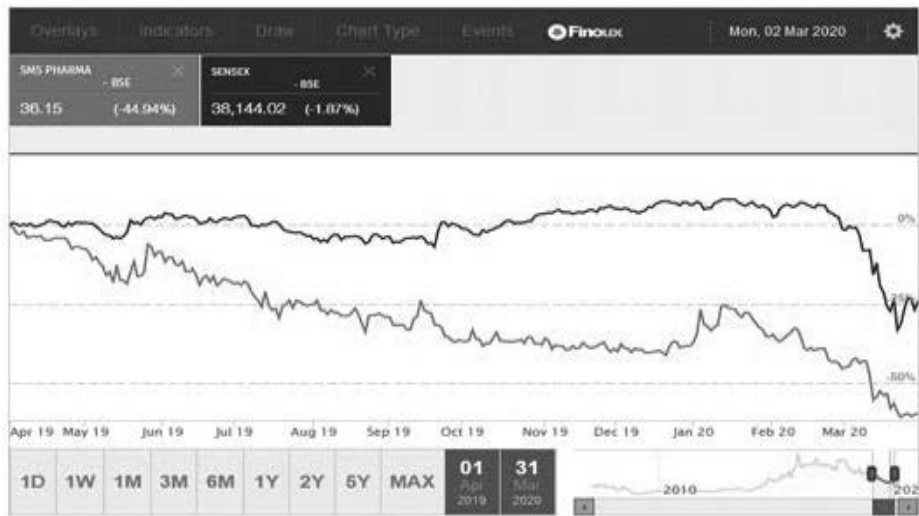 Overlays Indicators Draw Chart Type Events Finoux Mon, 02 Mar 2020
SMS PHARMA - BSE
36.15 (-44.94%)
SENSEX - BSE
38,144.02 (-1.87%)
0%
-25%
-50%
Apr 19 May 19 Jun 19 Jul 19 Aug 19 Sep 19 Oct 19 Nov 19 Dec 19 Jan 20 Feb 20 Mar 20
1D 1W 1M 3M 6M 1Y 2Y 5Y MAX
01 Apr 2019
31 Mar 2020
2010